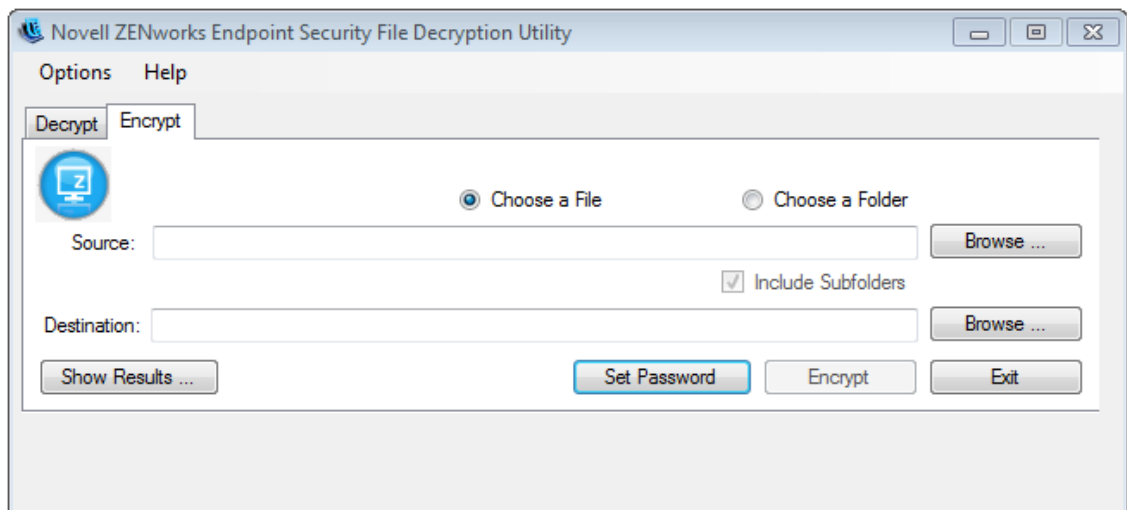 Novell ZENworks Endpoint Security File Decryption Utility
Options Help
Decrypt Encrypt
Z
Choose a File Choose a Folder
Source: Browse ...
Include Subfolders
Destination: Browse ...
Show Results ... Set Password Encrypt Exit